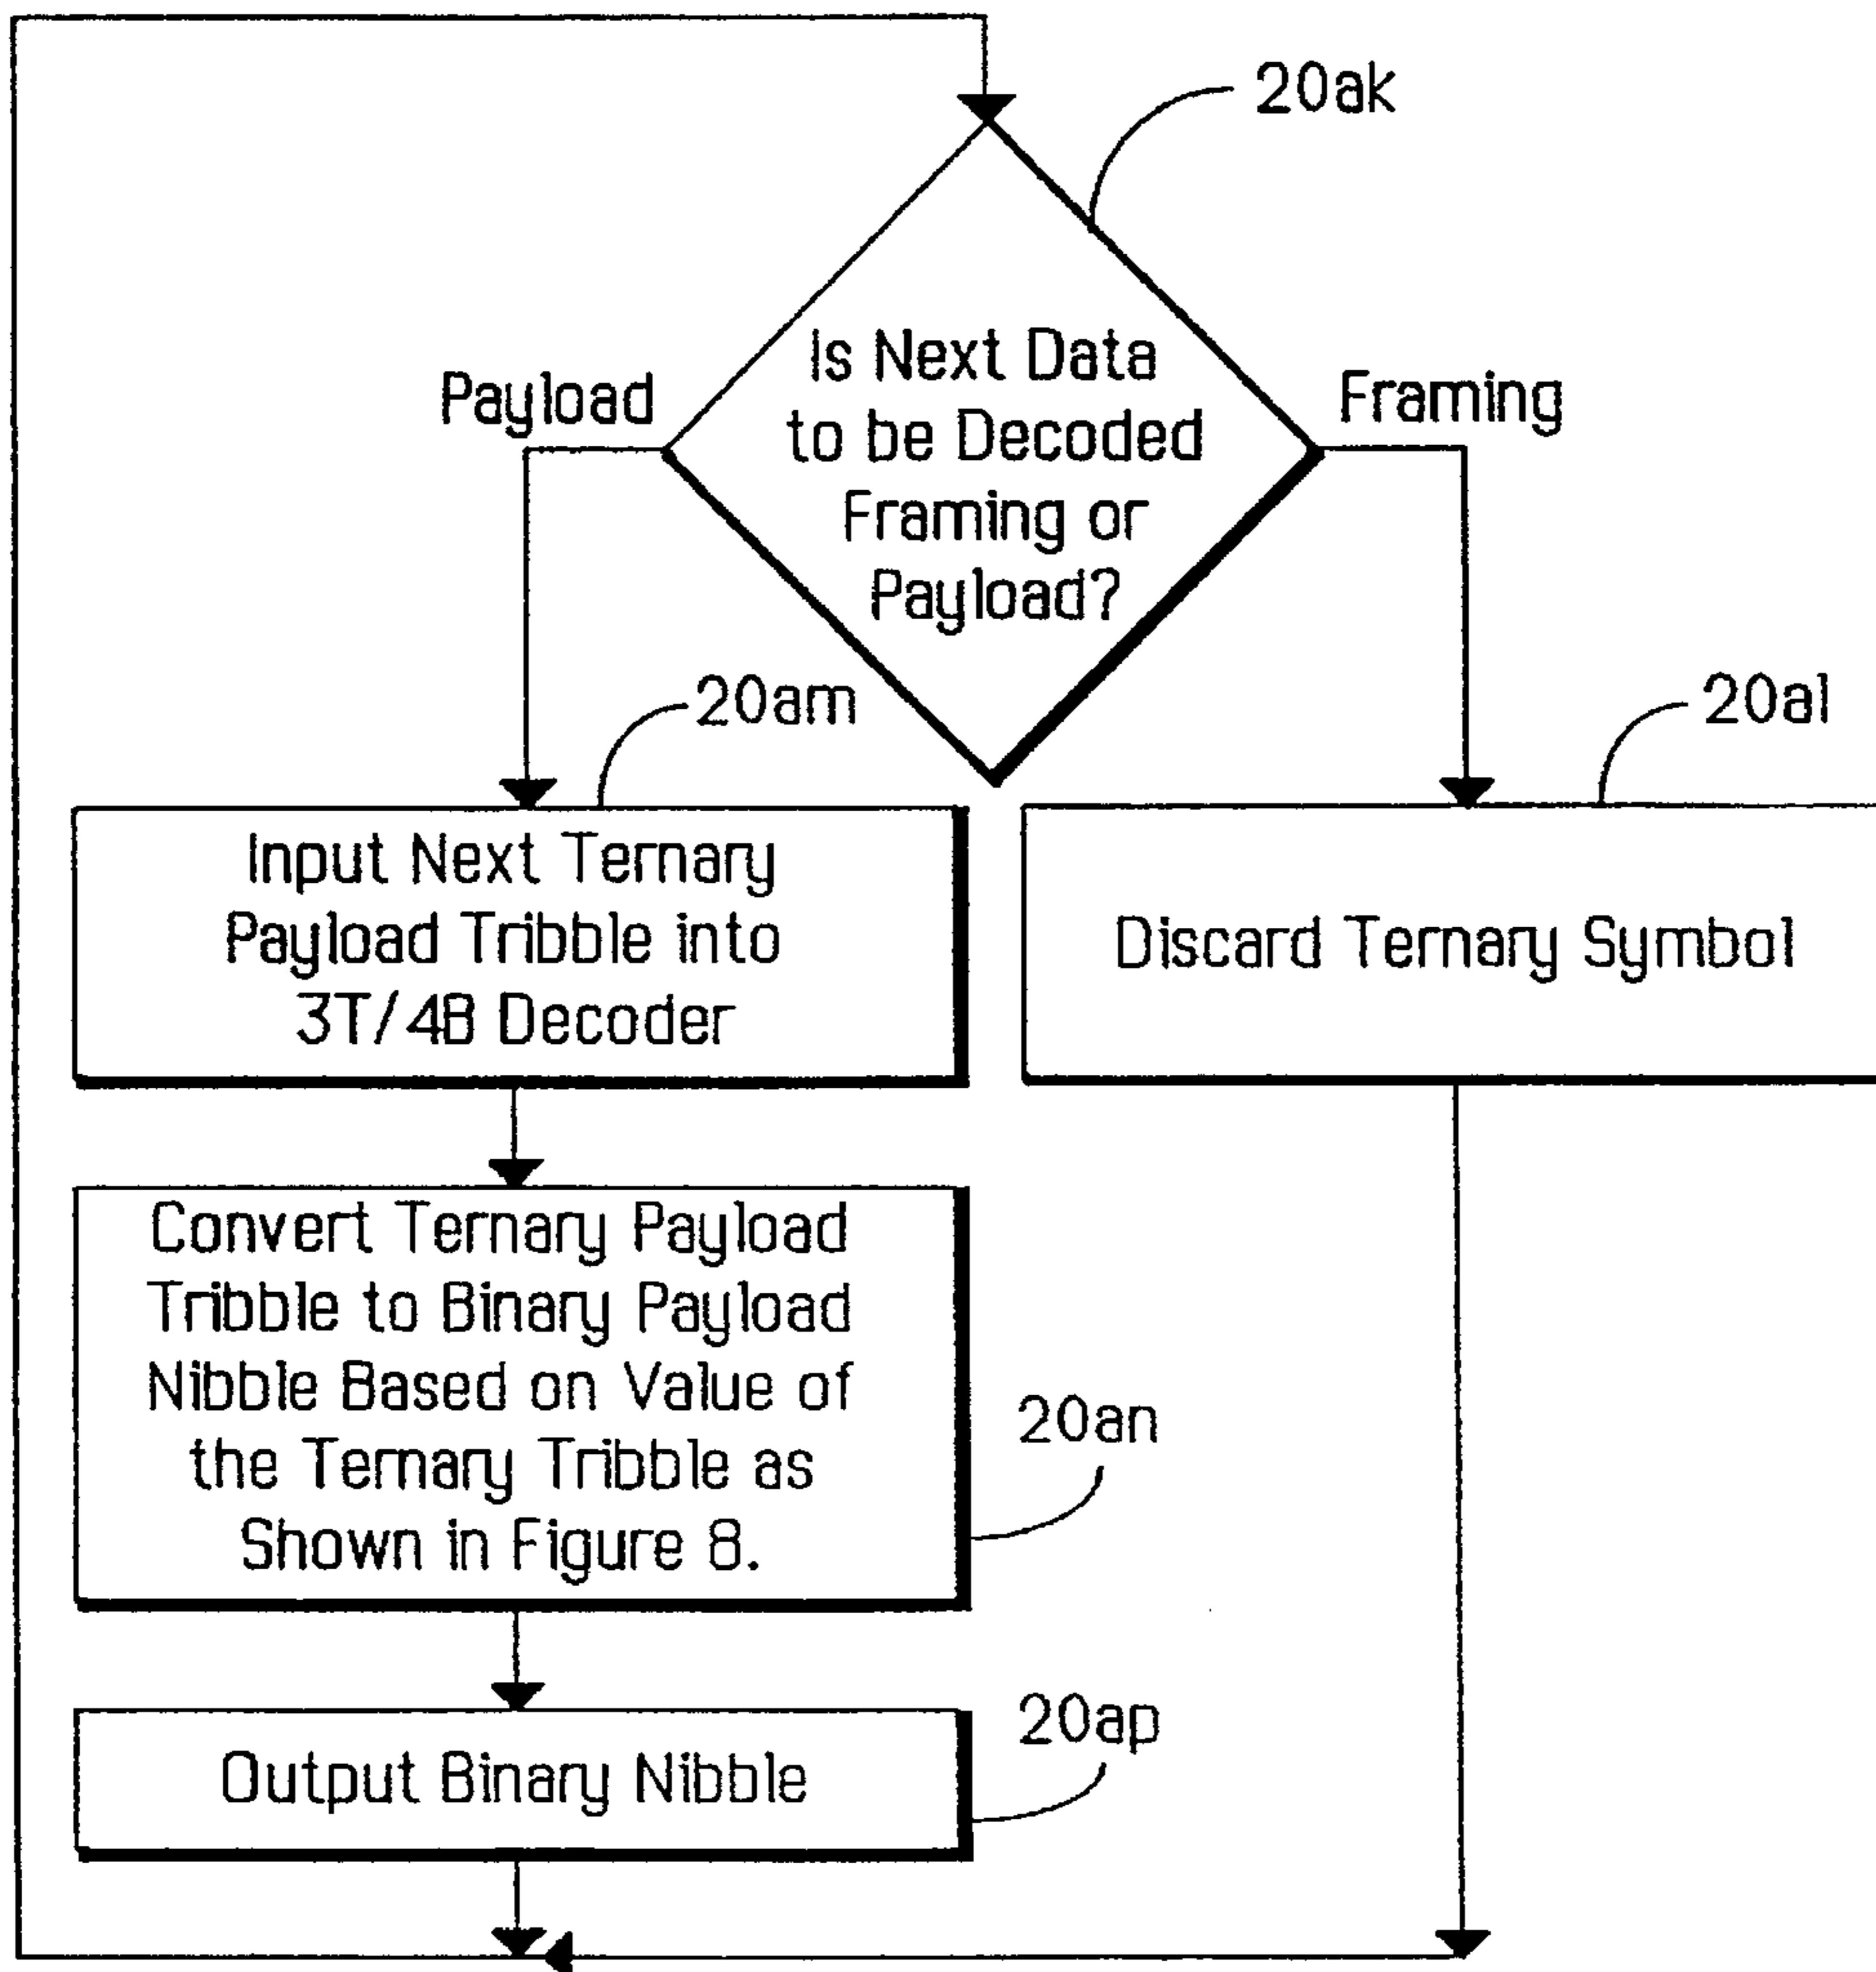 20ak
Is Next Data
to be Decoded
Framing or
Payload?
Payload
Framing
20am
20al
Input Next Ternary
Payload Tribble into
3T/4B Decoder
Discard Ternary Symbol
Convert Ternary Payload
Tribble to Binary Payload
Nibble Based on Value of
the Ternary Tribble as
Shown in Figure 8.
20an
Output Binary Nibble
20ap